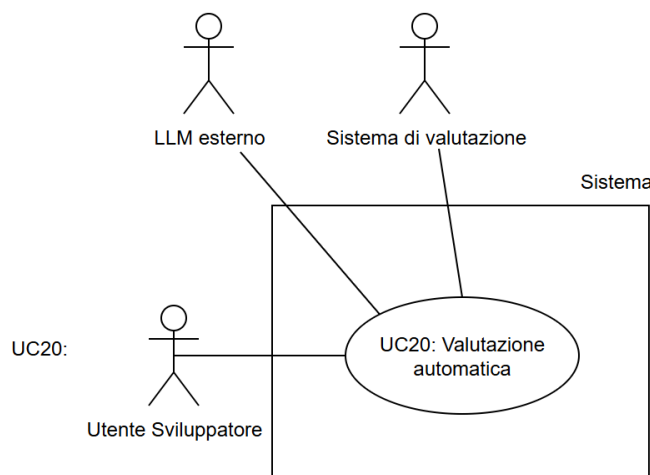 LLM esterno
Sistema di valutazione
Sistema
UC20:
UC20: Valutazione
automatica
Utente Sviluppatore